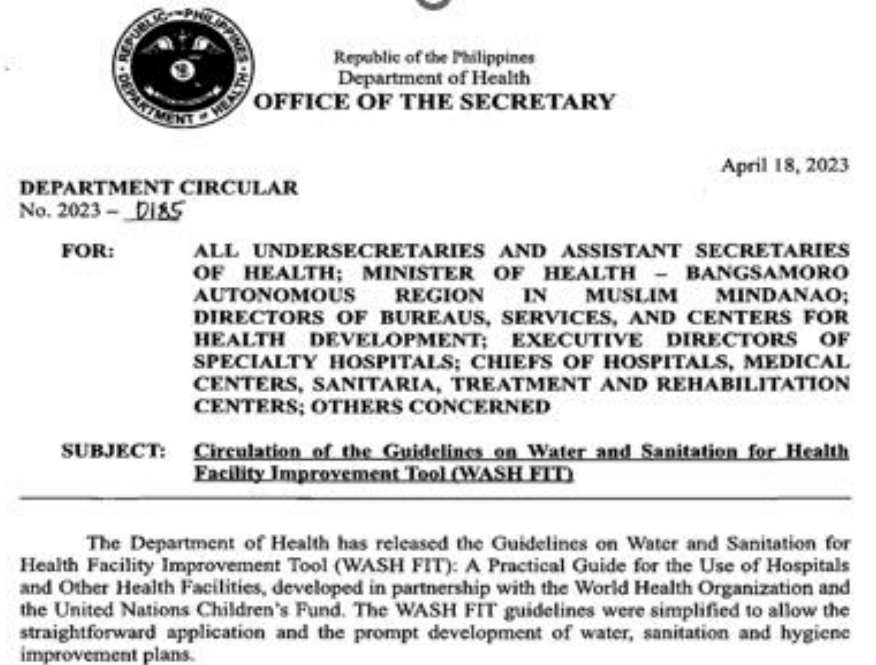 REPUBLIC OF THE PHILIPPINES
DEPARTMENT OF HEALTH
Republic of the Philippines
Department of Health
OFFICE OF THE SECRETARY
April 18, 2023
DEPARTMENT CIRCULAR
No. 2023 – 0185
FOR: ALL UNDERSECRETARIES AND ASSISTANT SECRETARIES
OF HEALTH; MINISTER OF HEALTH – BANGSAMORO
AUTONOMOUS REGION IN MUSLIM MINDANAO;
DIRECTORS OF BUREAUS, SERVICES, AND CENTERS FOR
HEALTH DEVELOPMENT; EXECUTIVE DIRECTORS OF
SPECIALTY HOSPITALS; CHIEFS OF HOSPITALS, MEDICAL
CENTERS, SANITARIA, TREATMENT AND REHABILITATION
CENTERS; OTHERS CONCERNED
SUBJECT: Circulation of the Guidelines on Water and Sanitation for Health
Facility Improvement Tool (WASH FIT)
The Department of Health has released the Guidelines on Water and Sanitation for
Health Facility Improvement Tool (WASH FIT): A Practical Guide for the Use of Hospitals
and Other Health Facilities, developed in partnership with the World Health Organization and
the United Nations Children's Fund. The WASH FIT guidelines were simplified to allow the
straightforward application and the prompt development of water, sanitation and hygiene
improvement plans.